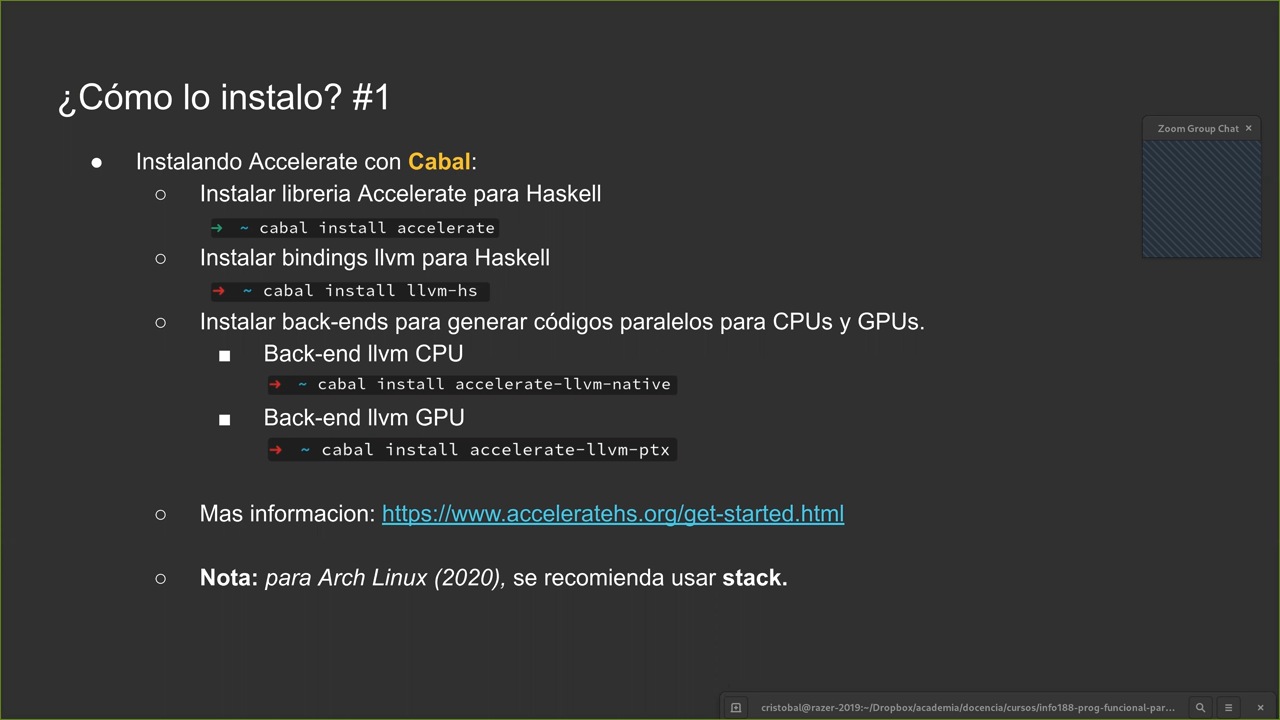 ¿Cómo lo instalo? #1
Zoom Group Chat ×
● Instalando Accelerate con Cabal:
○ Instalar libreria Accelerate para Haskell
➜ ~ cabal install accelerate
○ Instalar bindings llvm para Haskell
➜ ~ cabal install llvm-hs
○ Instalar back-ends para generar códigos paralelos para CPUs y GPUs.
■ Back-end llvm CPU
➜ ~ cabal install accelerate-llvm-native
■ Back-end llvm GPU
➜ ~ cabal install accelerate-llvm-ptx
○ Mas informacion: https://www.acceleratehs.org/get-started.html
○ Nota: para Arch Linux (2020), se recomienda usar stack.
cristobal@razer-2019:~/Dropbox/academia/docencia/cursos/info188-prog-funcional-par...